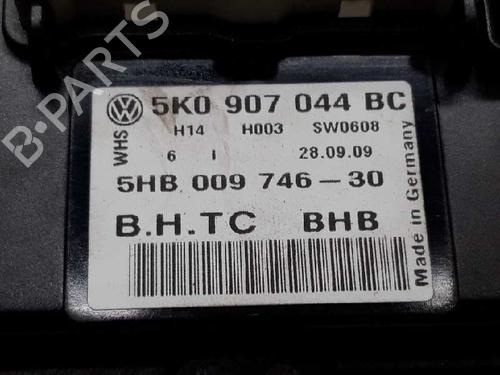 5K0 907 044 BC
H14 H003 SW0608
6 I 28.09.09
5HB 009 746-30
B.H.TC BHB
WHS
Made in Germany
B-PARTS